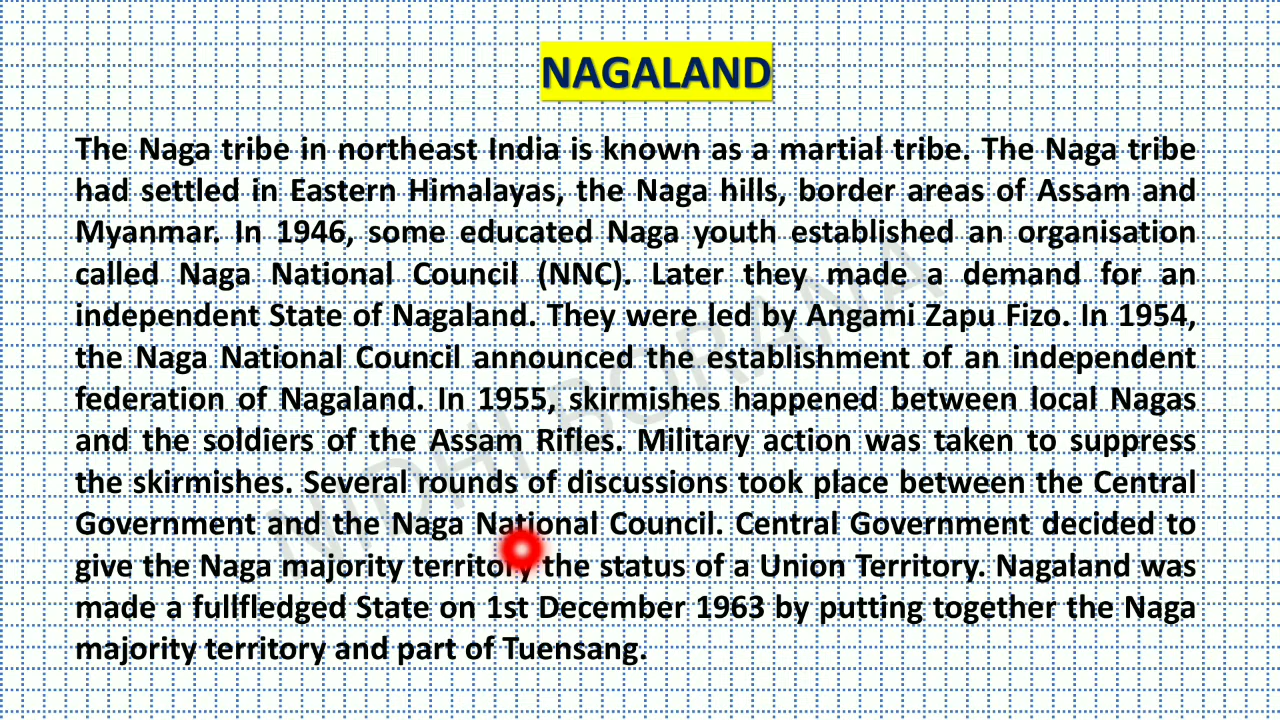 NAGALAND
The Naga tribe in northeast India is known as a martial tribe. The Naga tribe
had settled in Eastern Himalayas, the Naga hills, border areas of Assam and
Myanmar. In 1946, some educated Naga youth established an organisation
called Naga National Council (NNC). Later they made a demand for an
independent State of Nagaland. They were led by Angami Zapu Fizo. In 1954,
the Naga National Council announced the establishment of an independent
federation of Nagaland. In 1955, skirmishes happened between local Nagas
and the soldiers of the Assam Rifles. Military action was taken to suppress
the skirmishes. Several rounds of discussions took place between the Central
Government and the Naga National Council. Central Government decided to
give the Naga majority territory the status of a Union Territory. Nagaland was
made a fullfledged State on 1st December 1963 by putting together the Naga
majority territory and part of Tuensang.
NIDHI BORANA